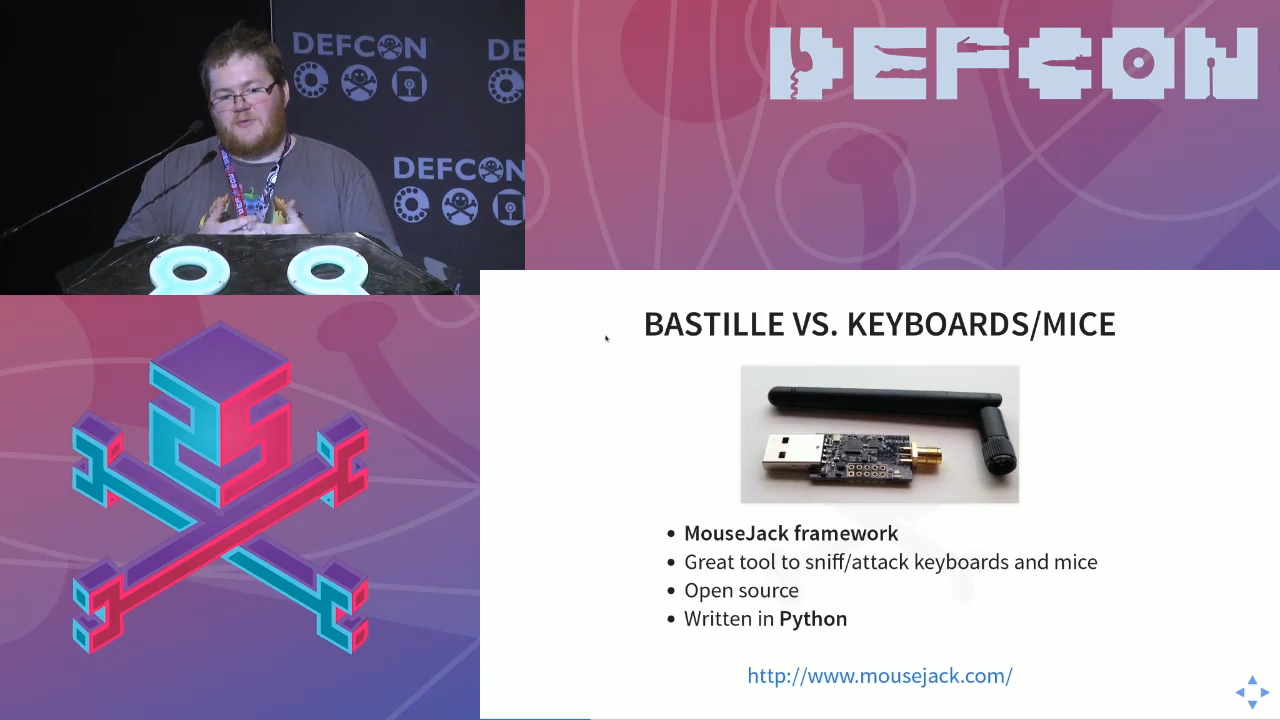 DEFCON
DE
DEFCON
DEFCON
BASTILLE VS. KEYBOARDS/MICE
MouseJack framework
Great tool to sniff/attack keyboards and mice
Open source
Written in Python
http://www.mousejack.com/